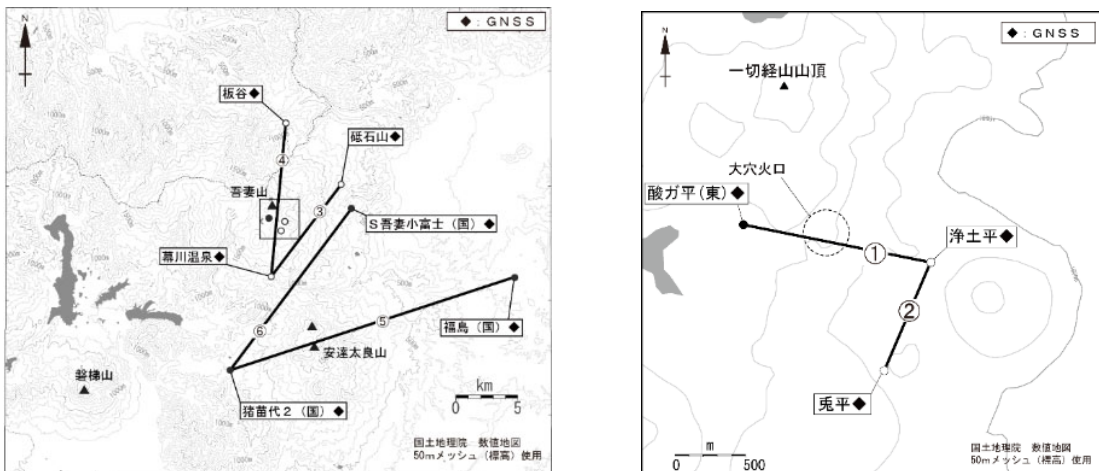 N
◆:GNSS
板谷◆
砥石山◆
④
吾妻山
③
S吾妻小富士(国)◆
幕川温泉◆
⑥
⑤
福島(国)◆
安達太良山
磐梯山
猪苗代2(国)◆
km
0 5
国土地理院 数値地図
50mメッシュ(標高)使用
N
◆:GNSS
一切経山山頂
大穴火口
酸ガ平(東)◆
①
浄土平◆
②
兎平◆
m
0 500
国土地理院 数値地図
50mメッシュ(標高)使用